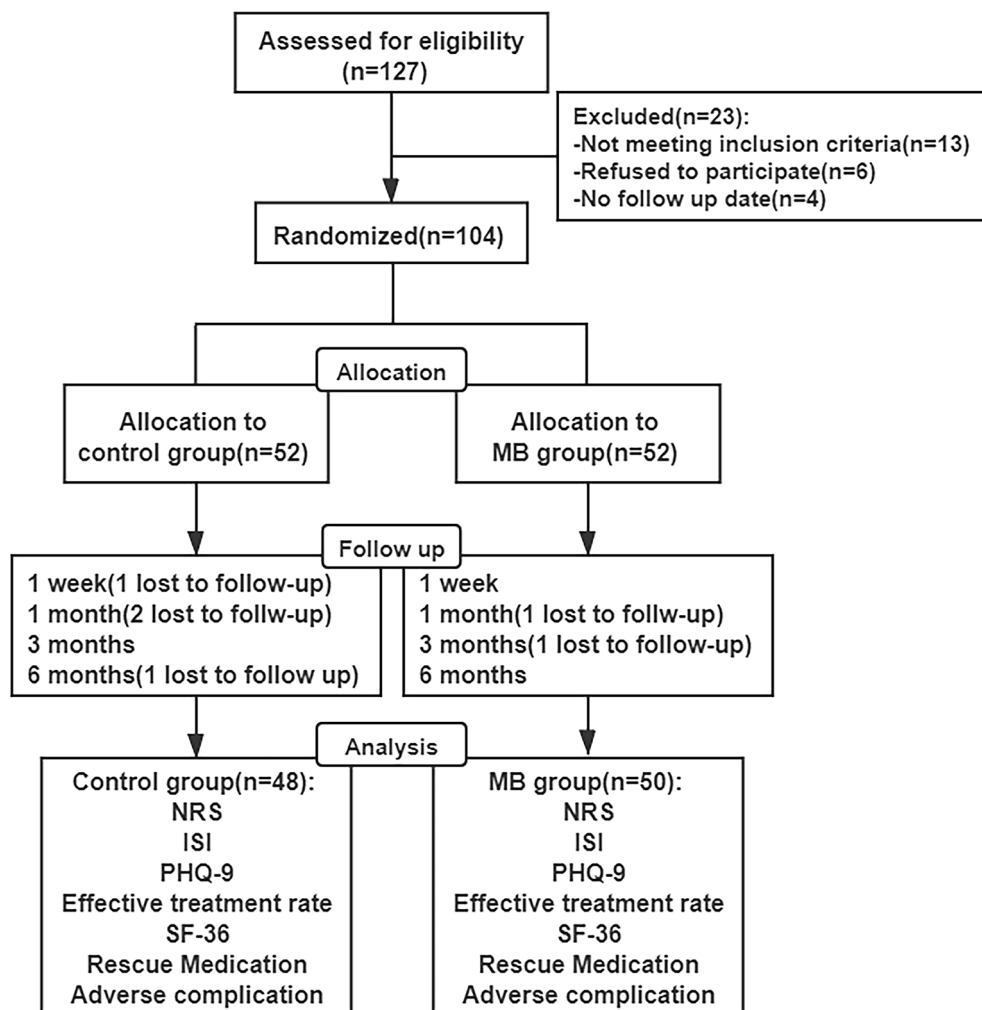 Assessed for eligibility
(n=127)
Excluded(n=23):
-Not meeting inclusion criteria(n=13)
-Refused to participate(n=6)
-No follow up date(n=4)
Randomized(n=104)
Allocation
Allocation to
control group(n=52)
Allocation to
MB group(n=52)
Follow up
1 week(1 lost to follow-up)
1 month(2 lost to follw-up)
3 months
6 months(1 lost to follow up)
1 week
1 month(1 lost to follw-up)
3 months(1 lost to follow-up)
6 months
Analysis
Control group(n=48):
NRS
ISI
PHQ-9
Effective treatment rate
SF-36
Rescue Medication
Adverse complication
MB group(n=50):
NRS
ISI
PHQ-9
Effective treatment rate
SF-36
Rescue Medication
Adverse complication